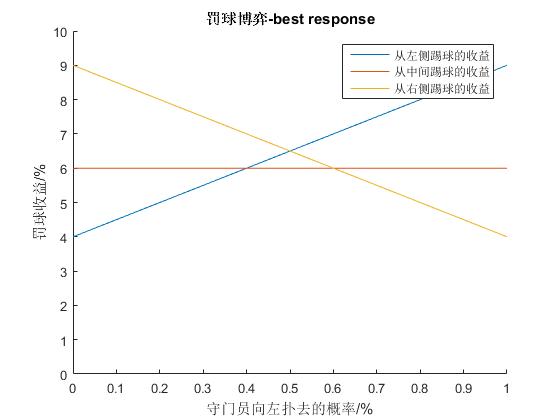 罚球博弈-best response
从左侧踢球的收益
从中间踢球的收益
从右侧踢球的收益
罚球收益/%
10
9
8
7
6
5
4
3
2
1
0
0 0.1 0.2 0.3 0.4 0.5 0.6 0.7 0.8 0.9 1
守门员向左扑去的概率/%